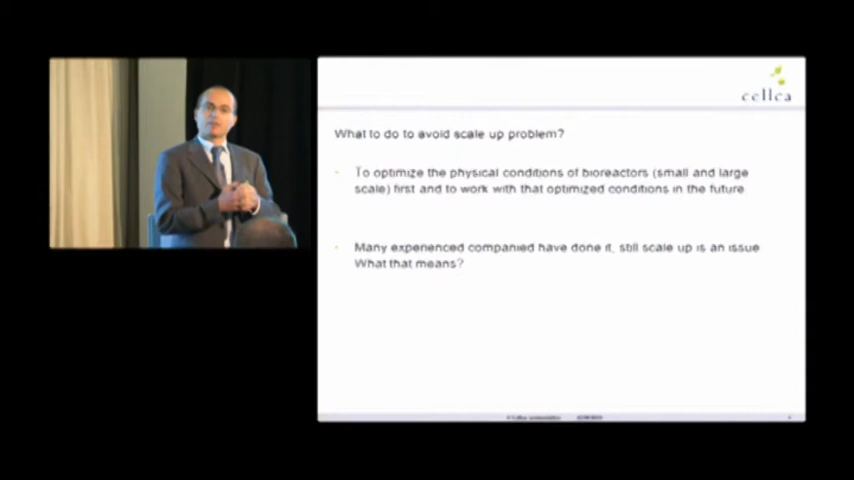 cellca
What to do to avoid scale up problem?
To optimize the physical conditions of bioreactors (small and large
scale) first and to work with that optimized conditions in the future
Many experienced companied have done it, still scale up is an issue
What that means?